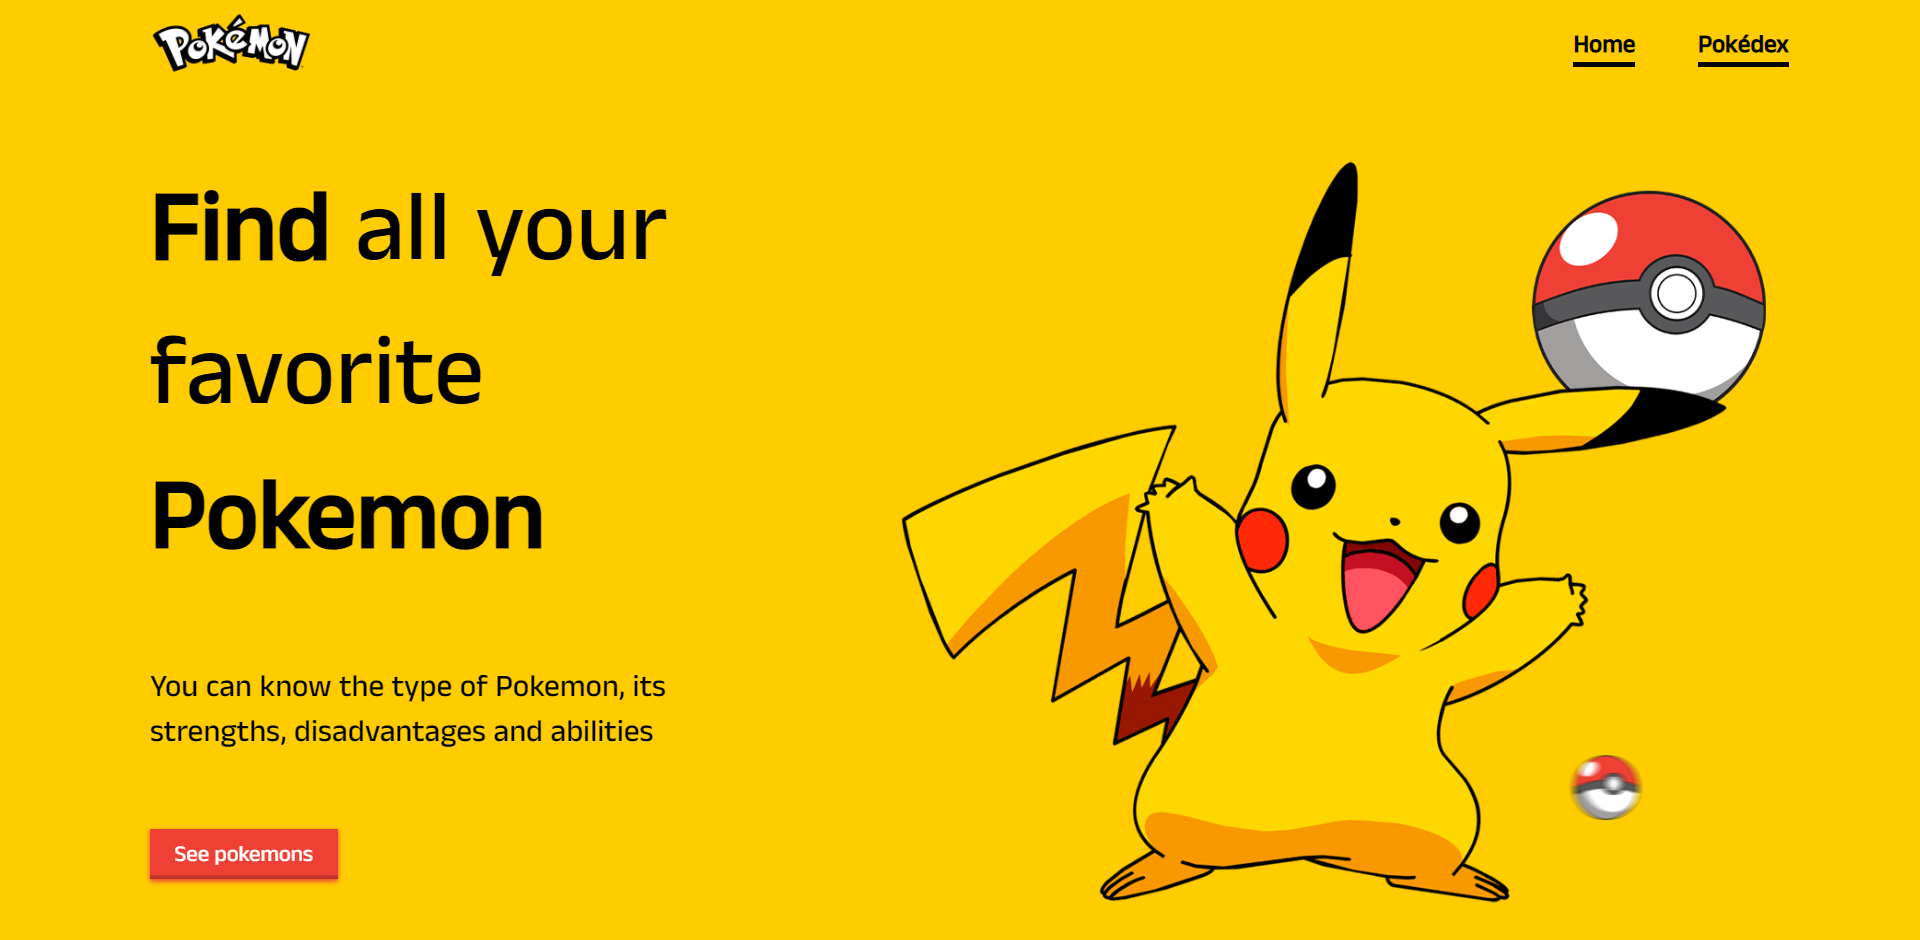 POKéMON
Home
Pokédex
Find all your
favorite
Pokemon
You can know the type of Pokemon, its
strengths, disadvantages and abilities
See pokemons